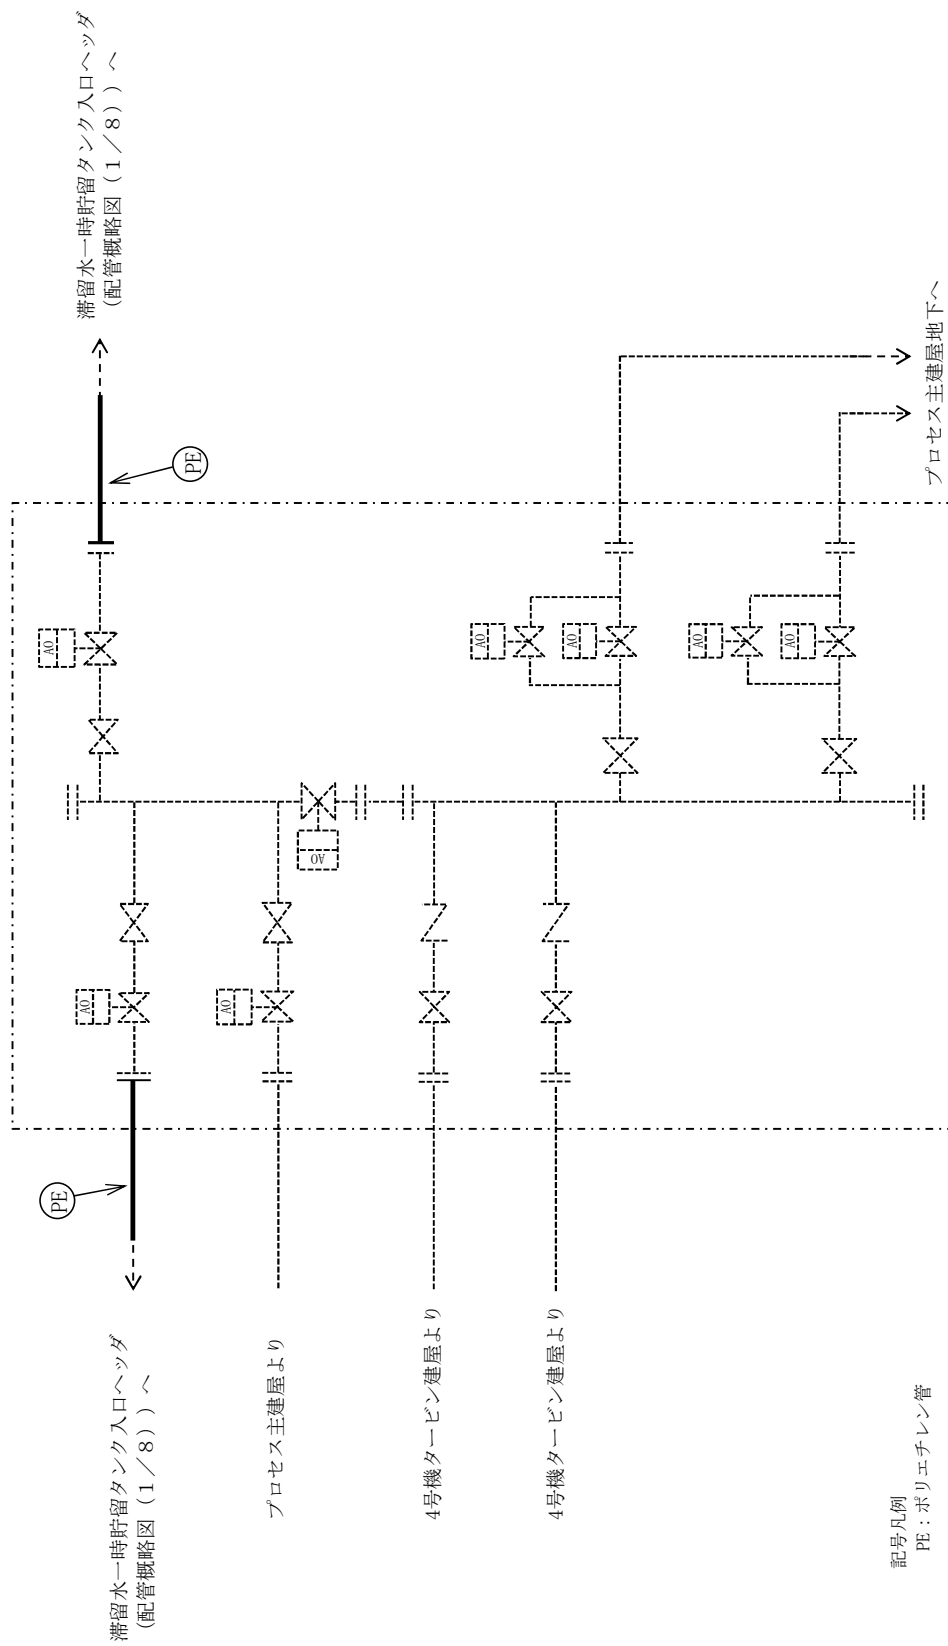 滞留水一時貯留タンク入口ヘッダ
(配管概略図(1/8))へ
PE
AO
AO
プロセス主建屋より
AO
AO
4号機タービン建屋より
4号機タービン建屋より
滞留水一時貯留タンク入口ヘッダ
(配管概略図(1/8))へ
PE
AO
AO
AO
AO
プロセス主建屋地下へ
記号凡例
PE:ポリエチレン管